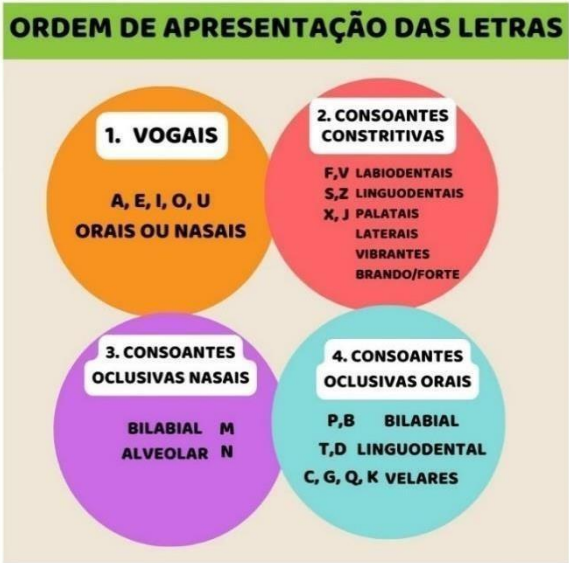 ORDEM DE APRESENTAÇÃO DAS LETRAS
1. VOGAIS
A, E, I, O, U
ORAIS OU NASAIS
2. CONSOANTES
CONSTRITIVAS
F,V LABIODENTAIS
S,Z LINGUODENTAIS
X, J PALATAIS
LATERAIS
VIBRANTES
BRANDO/FORTE
3. CONSOANTES
OCLUSIVAS NASAIS
BILABIAL M
ALVEOLAR N
4. CONSOANTES
OCLUSIVAS ORAIS
P,B BILABIAL
T,D LINGUODENTAL
C, G, Q, K VELARES